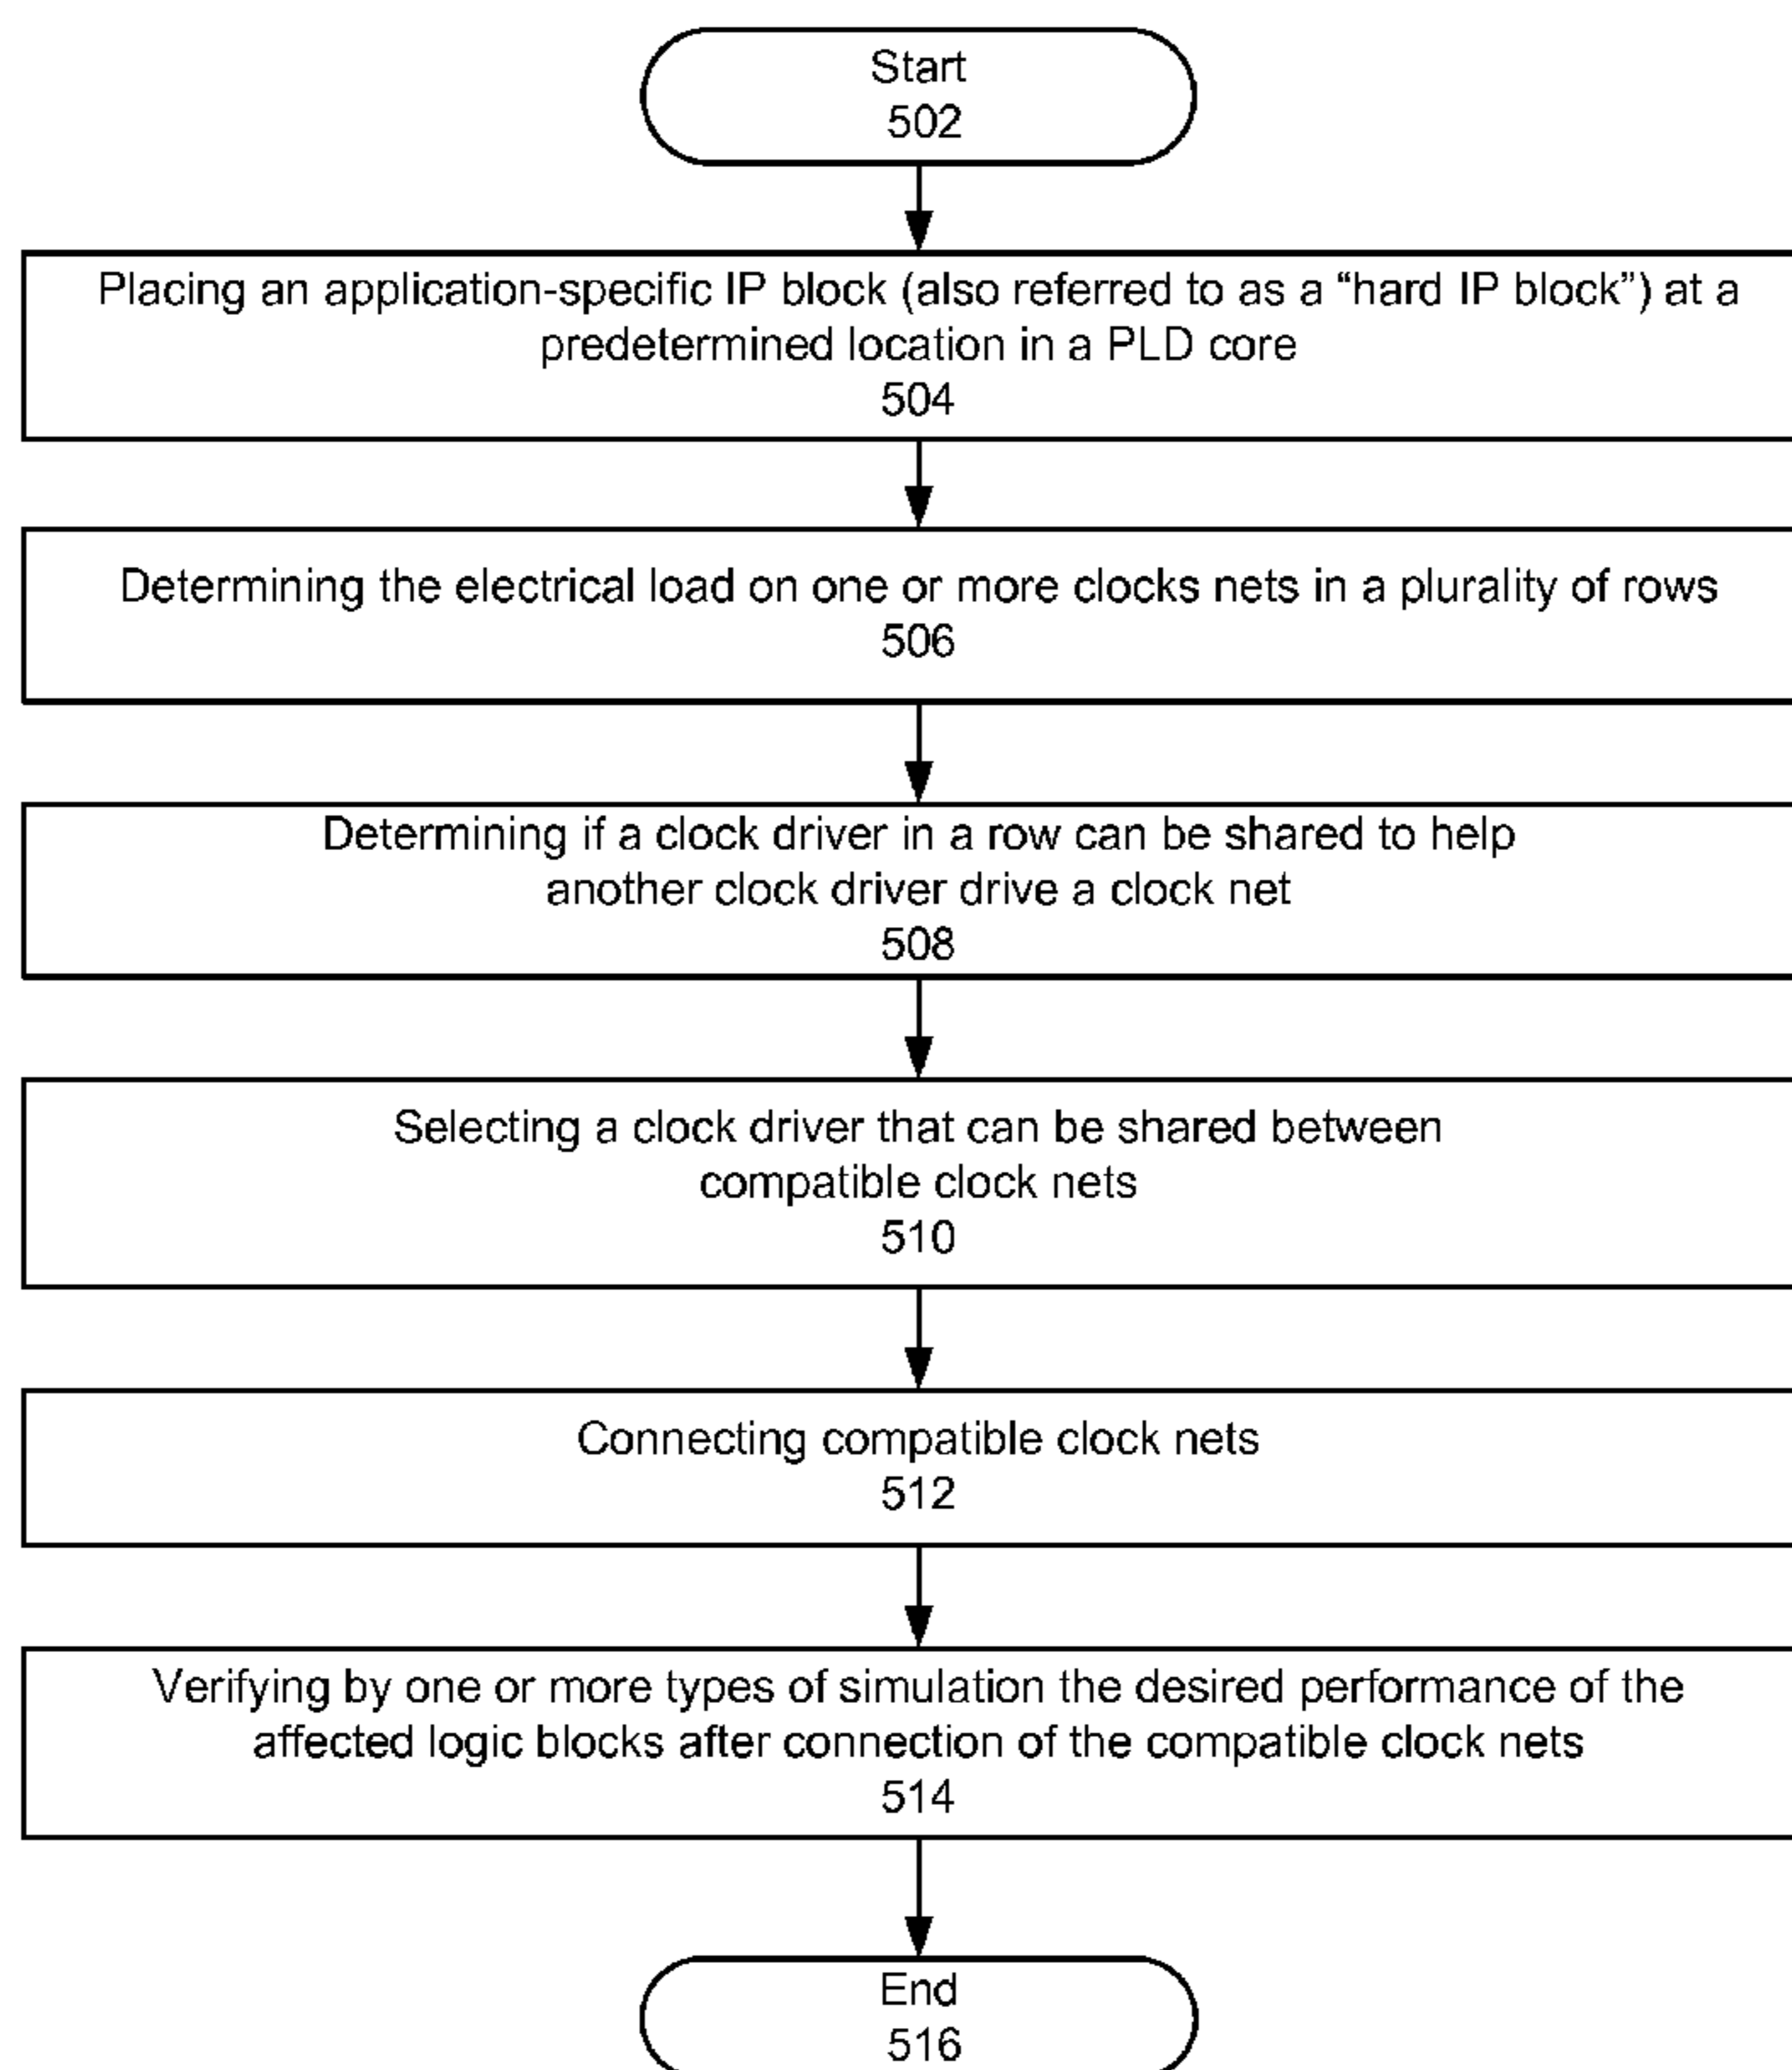 Start
502
Placing an application-specific IP block (also referred to as a “hard IP block”) at a
predetermined location in a PLD core
504
Determining the electrical load on one or more clocks nets in a plurality of rows
506
Determining if a clock driver in a row can be shared to help
another clock driver drive a clock net
508
Selecting a clock driver that can be shared between
compatible clock nets
510
Connecting compatible clock nets
512
Verifying by one or more types of simulation the desired performance of the
affected logic blocks after connection of the compatible clock nets
514
End
516